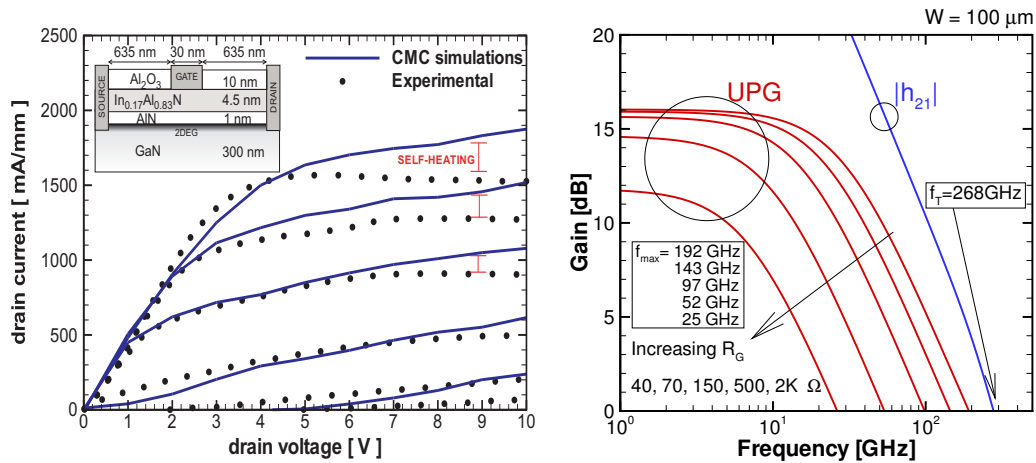 635 nm 30 nm 635 nm
SOURCE
Al2O3
GATE
10 nm
In0.17Al0.83N 4.5 nm
AlN 1 nm
2DEG
GaN 300 nm
DRAIN
CMC simulations
Experimental
SELF-HEATING
2500
2000
1500
1000
500
0
0 1 2 3 4 5 6 7 8 9 10
drain voltage [ V ]
drain current [ mA/mm ]
W = 100 μm
20
15
10
5
0
Gain [dB]
UPG
|h21|
fT=268GHz
fmax= 192 GHz
143 GHz
97 GHz
52 GHz
25 GHz
Increasing RG
40, 70, 150, 500, 2K Ω
10^0 10^1 10^2
Frequency [GHz]